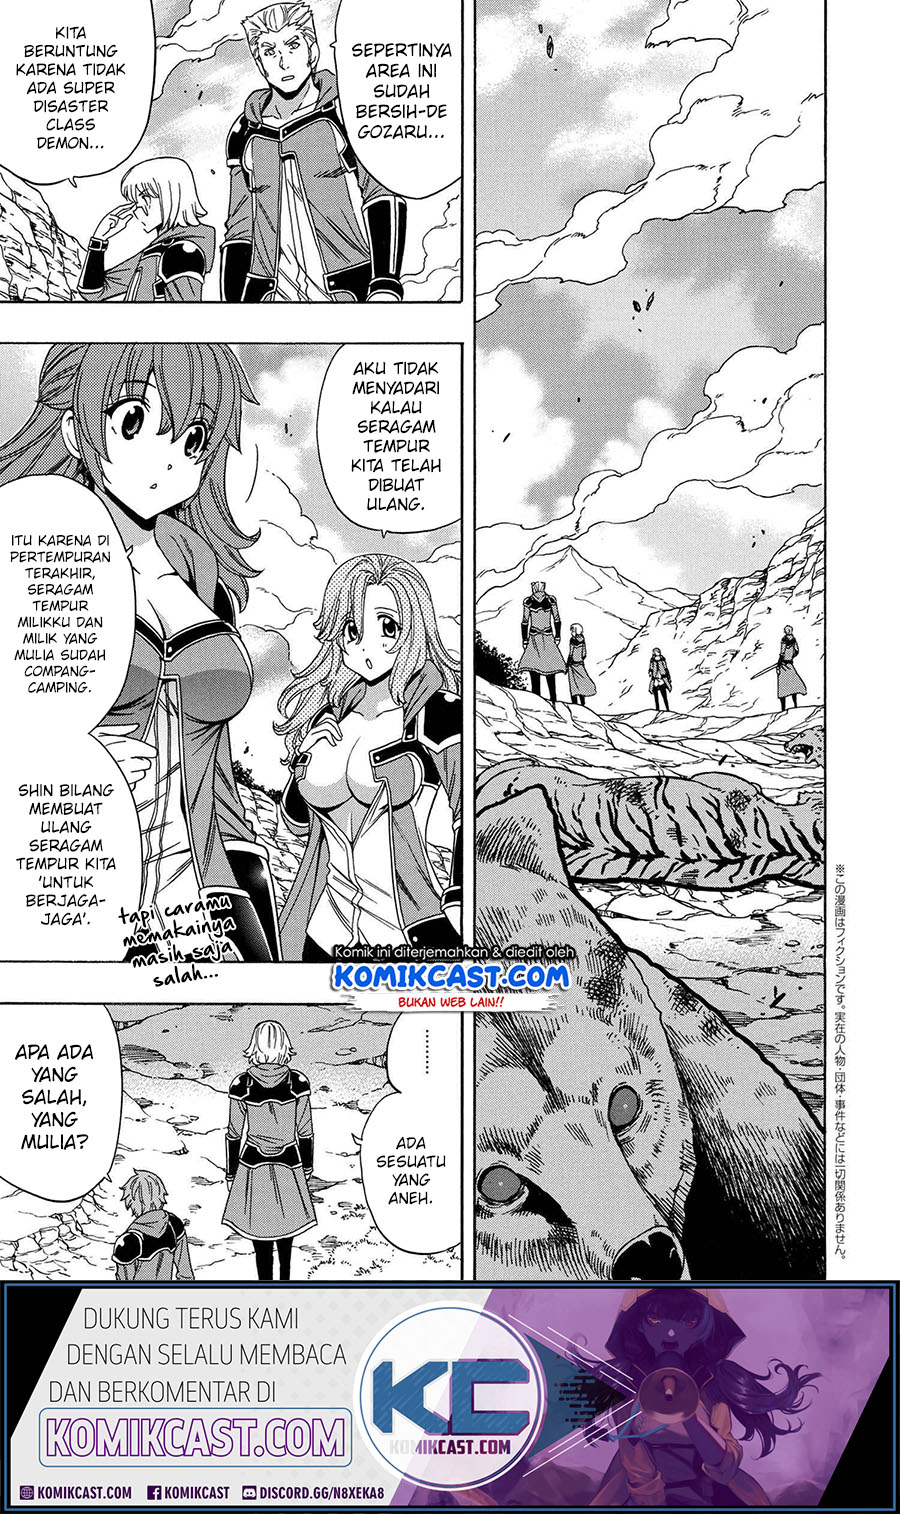 SEPERTINYA
AREA INI
SUDAH
BERSIH-DE
GOZARU...
KITA
BERUNTUNG
KARENA TIDAK
ADA SUPER
DISASTER
CLASS
DEMON...
AKU TIDAK
MENYADARI
KALAU
SERAGAM
TEMPUR
KITA TELAH
DIBUAT
ULANG.
ITU KARENA DI
PERTEMPURAN
TERAKHIR,
SERAGAM
TEMPUR
MILIKKU DAN
MILIK YANG
MULIA SUDAH
COMPANG-
CAMPING.
SHIN BILANG
MEMBUAT
ULANG
SERAGAM
TEMPUR KITA
'UNTUK
BERJAGA-
JAGA'.
tapi caramu
memakainya
masih saja
salah...
Komik ini diterjemahkan & diedit oleh
KOMIKCAST.COM
BUKAN WEB LAIN!!
..........
ADA
SESUATU
YANG
ANEH.
APA ADA
YANG
SALAH,
YANG
MULIA?
※この漫画はフィクションです。実在の人物・団体・事件などには一切関係ありません。
DUKUNG TERUS KAMI
DENGAN SELALU MEMBACA
DAN BERKOMENTAR DI
KOMIKCAST.COM
KC
KOMIKCAST.COM
KOMIKCAST.COM KOMIKCAST DISCORD.GG/N8XEKA8